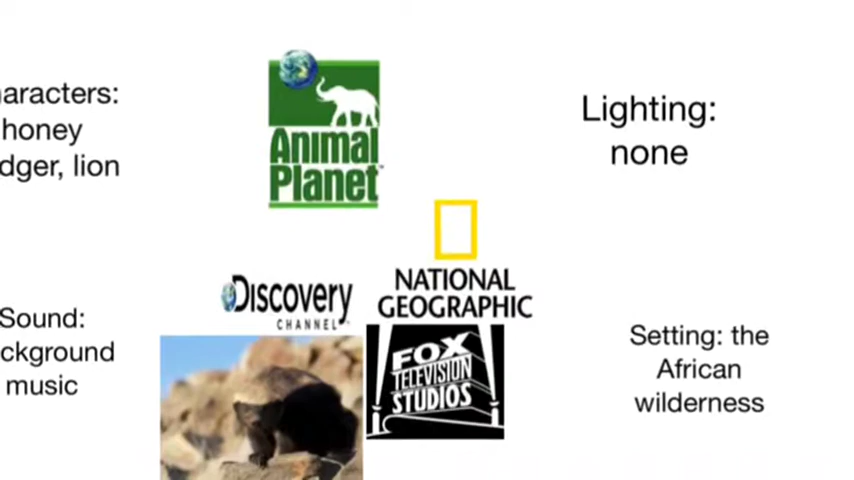 aracters:
honey
dger, lion
Animal
Planet
Lighting:
none
Discovery
CHANNEL
NATIONAL
GEOGRAPHIC
FOX
TELEVISION
STUDIOS
Sound:
ckground
music
Setting: the
African
wilderness